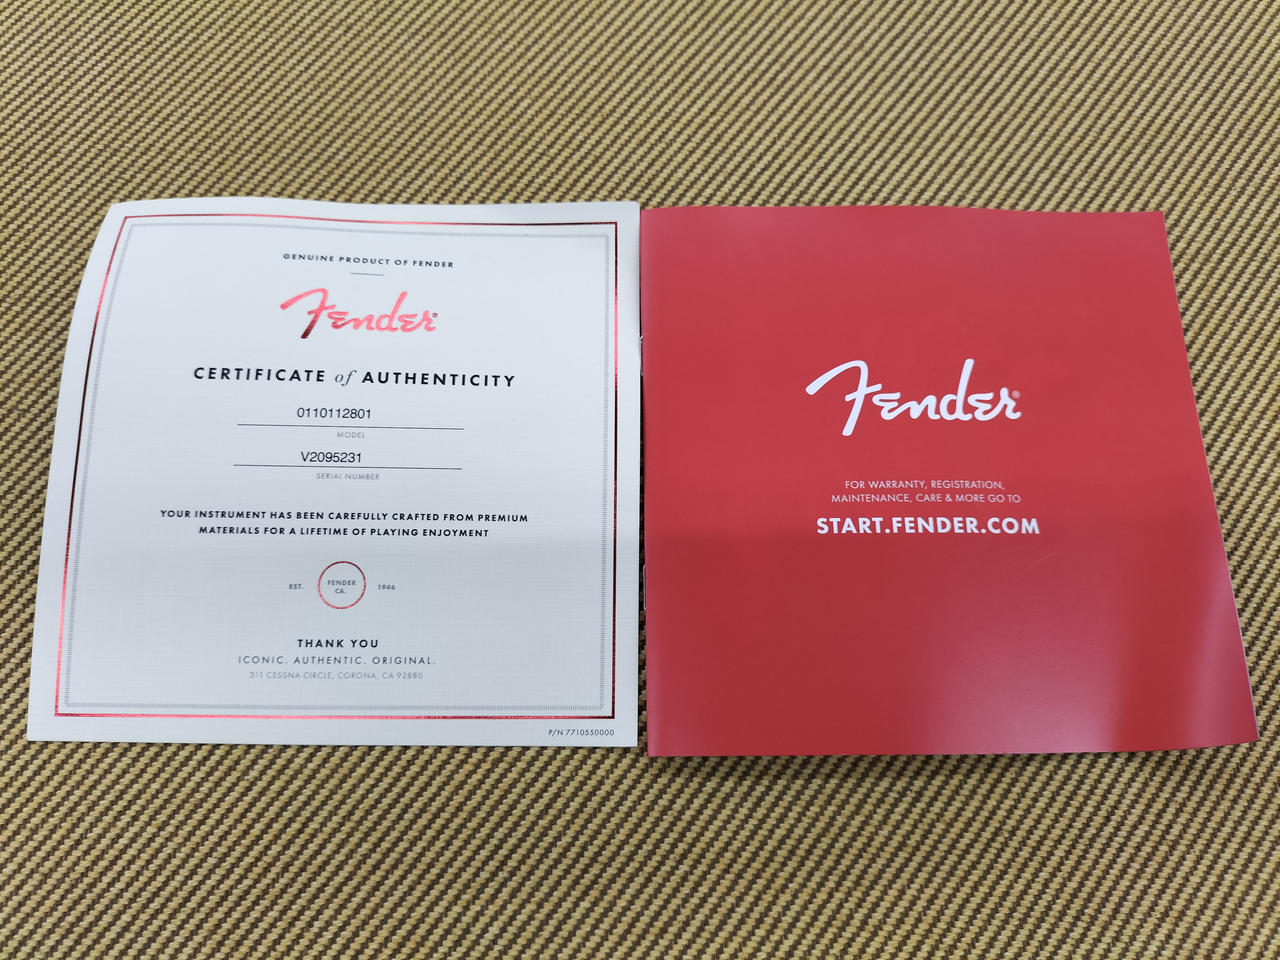 GENUINE PRODUCT OF FENDER
Fender®
CERTIFICATE of AUTHENTICITY
0110112801
MODEL
V2095231
SERIAL NUMBER
YOUR INSTRUMENT HAS BEEN CAREFULLY CRAFTED FROM PREMIUM
MATERIALS FOR A LIFETIME OF PLAYING ENJOYMENT
EST. FENDER CA. 1946
THANK YOU
ICONIC. AUTHENTIC. ORIGINAL.
311 CESSNA CIRCLE, CORONA, CA 92880
P/N 7710550000
Fender®
FOR WARRANTY, REGISTRATION,
MAINTENANCE, CARE & MORE GO TO
START.FENDER.COM